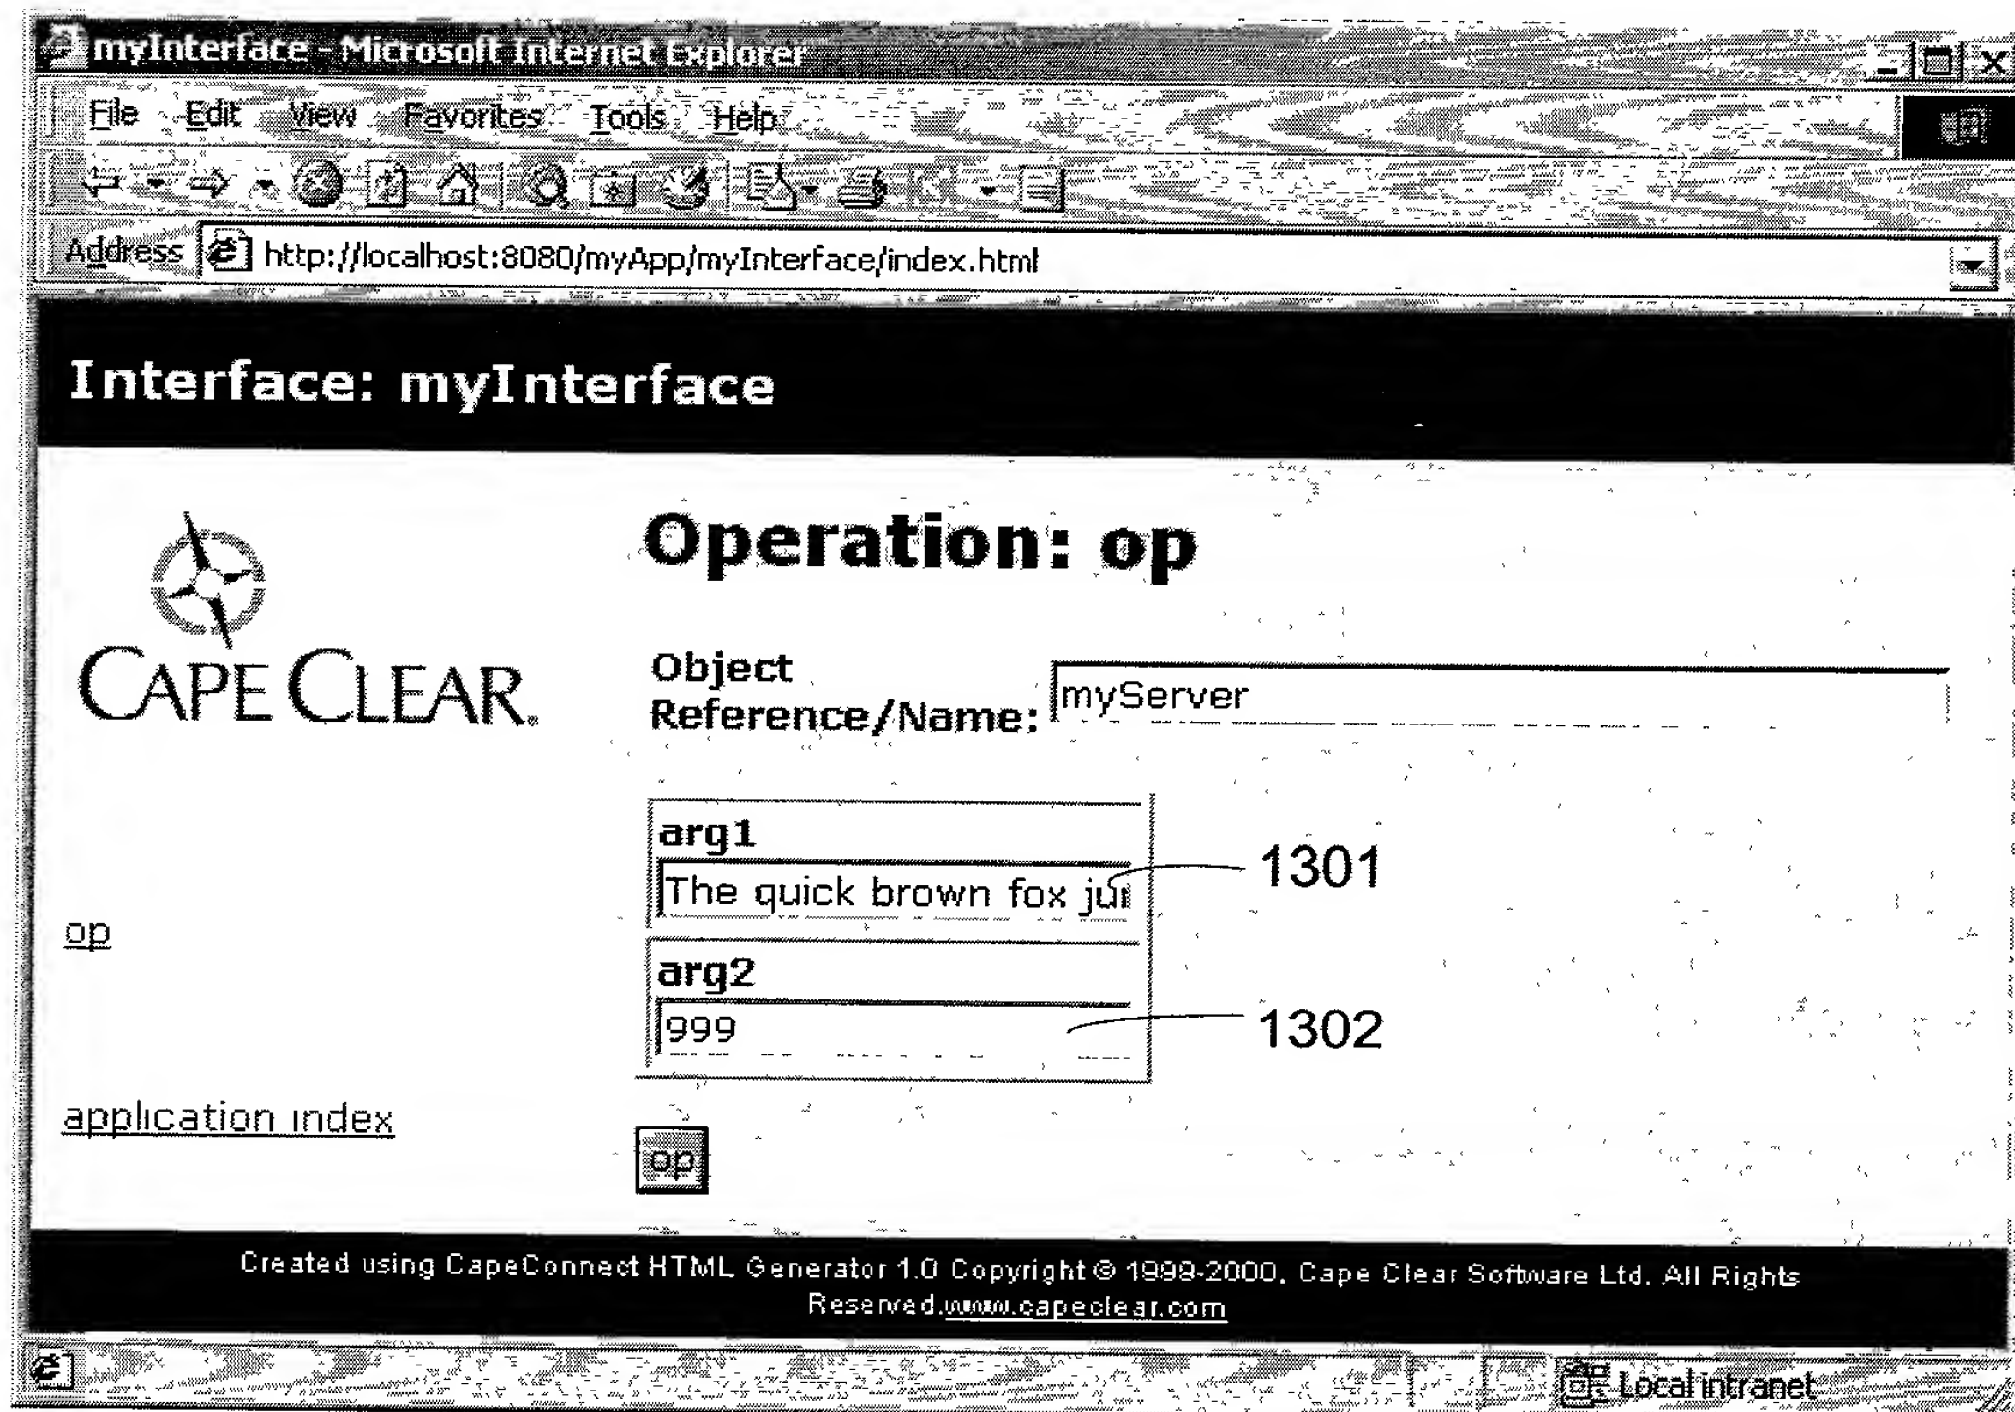 myInterface - Microsoft Internet Explorer
File Edit View Favorites Tools Help
Address http://localhost:8080/myApp/myInterface/index.html
Interface: myInterface
CAPE CLEAR.
Operation: op
Object
Reference/Name: myServer
arg1
The quick brown fox jum
1301
op
arg2
999
1302
application index
op
Created using CapeConnect HTML Generator 1.0 Copyright © 1999-2000, Cape Clear Software Ltd. All Rights
Reserved.www.capeclear.com
Local intranet